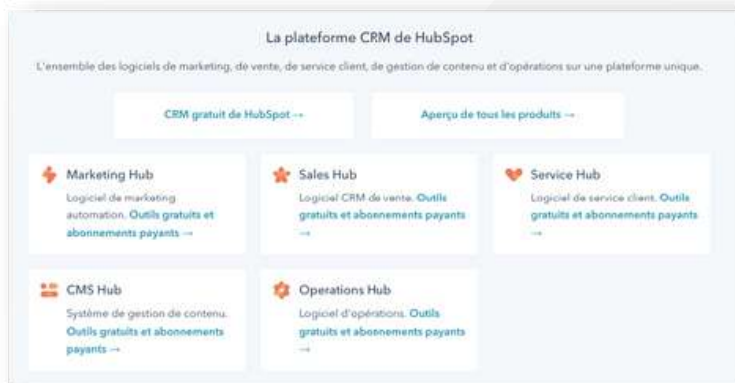 La plateforme CRM de HubSpot
L'ensemble des logiciels de marketing, de vente, de service client, de gestion de contenu et d'opérations sur une plateforme unique.
CRM gratuit de HubSpot →
Aperçu de tous les produits →
Marketing Hub
Logiciel de marketing
automation. Outils gratuits et
abonnements payants →
Sales Hub
Logiciel CRM de vente. Outils
gratuits et abonnements payants
→
Service Hub
Logiciel de service client. Outils
gratuits et abonnements payants
→
CMS Hub
Système de gestion de contenu.
Outils gratuits et abonnements
payants →
Operations Hub
Logiciel d'opérations. Outils
gratuits et abonnements payants
→